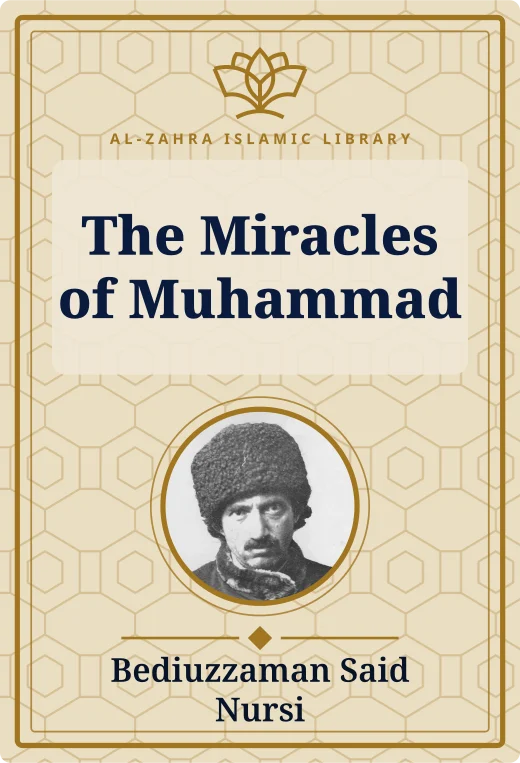 AL-ZAHRA ISLAMIC LIBRARY
The Miracles
of Muhammad
Bediuzzaman Said
Nursi